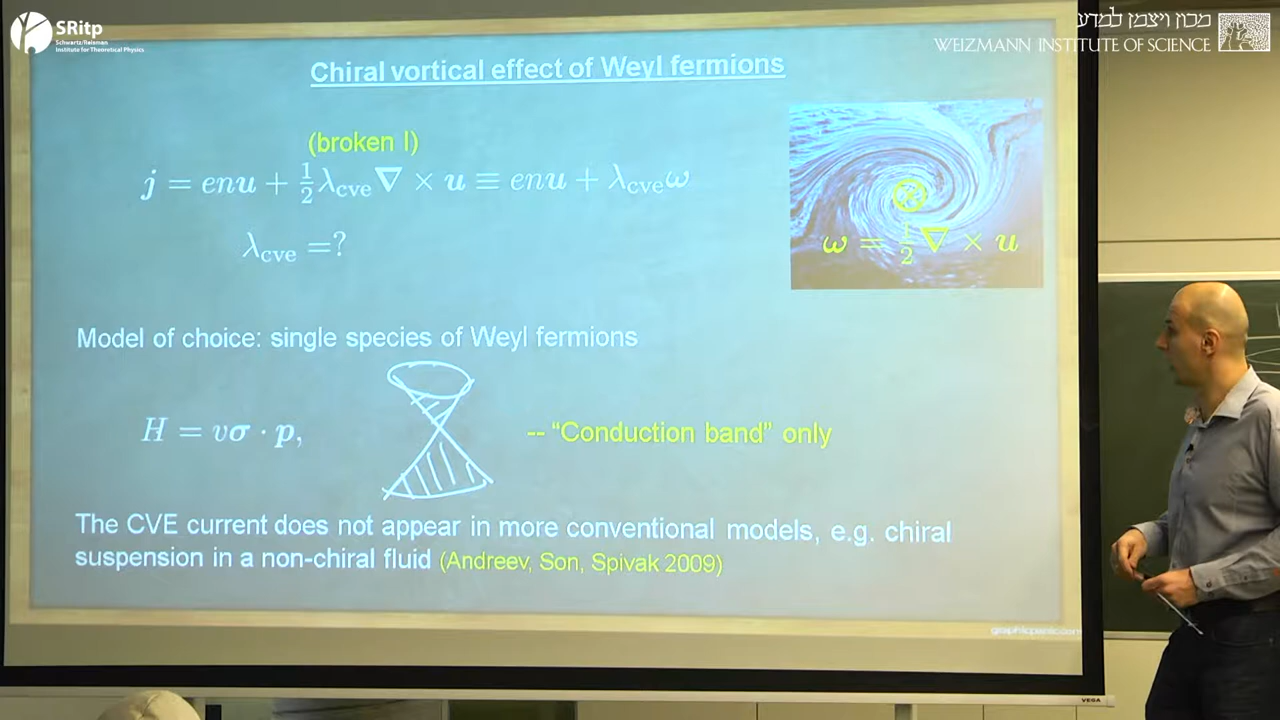 SRitp
Schwartz/Reisman
Institute for Theoretical Physics
מכון ויצמן למדע
WEIZMANN INSTITUTE OF SCIENCE
Chiral vortical effect of Weyl fermions
(broken I)
j = enu + ½λcve∇ × u ≡ enu + λcveω
λcve =?
ω = ½∇ × u
Model of choice: single species of Weyl fermions
H = vσ · p,
-- “Conduction band” only
The CVE current does not appear in more conventional models, e.g. chiral
suspension in a non-chiral fluid (Andreev, Son, Spivak 2009)
VEGA